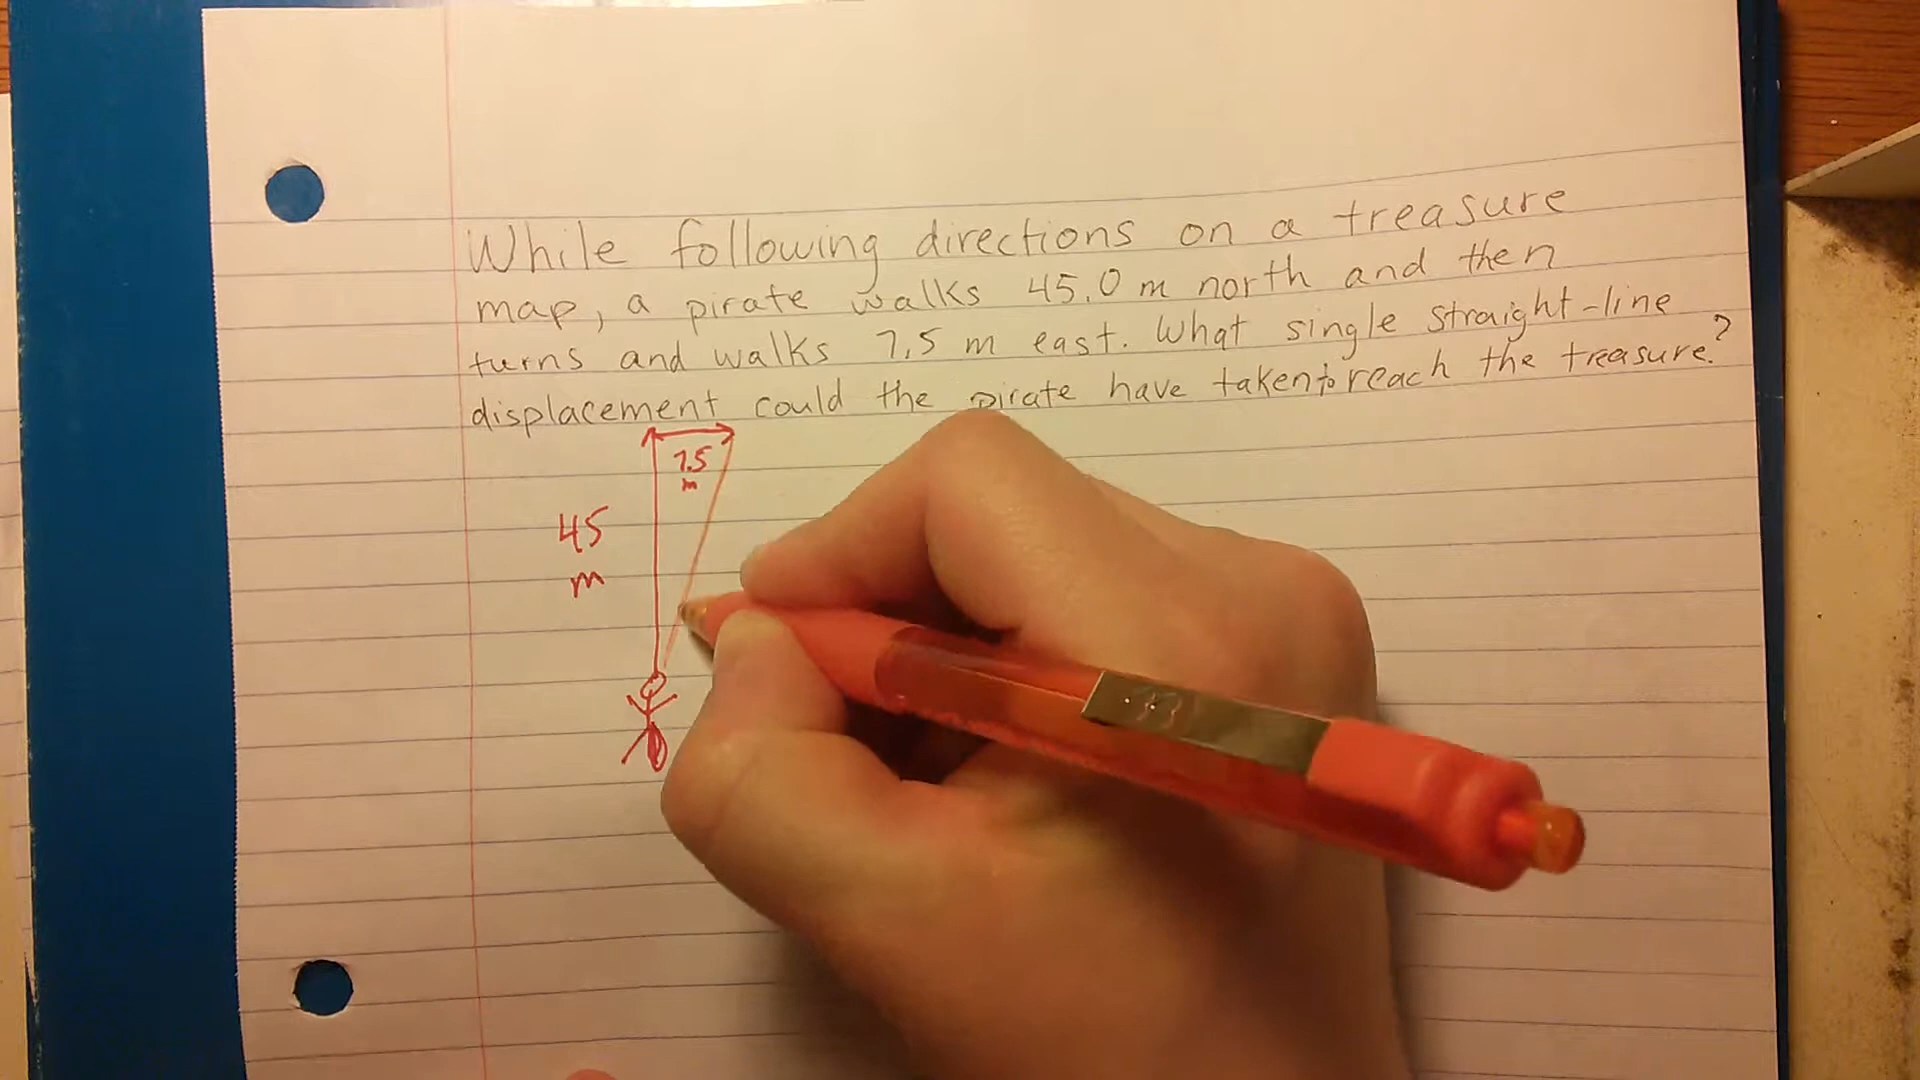 While following directions on a treasure
map, a pirate walks 45.0 m north and then
turns and walks 7.5 m east. What single straight-line
displacement could the pirate have taken to reach the treasure?
7.5
m
45
m